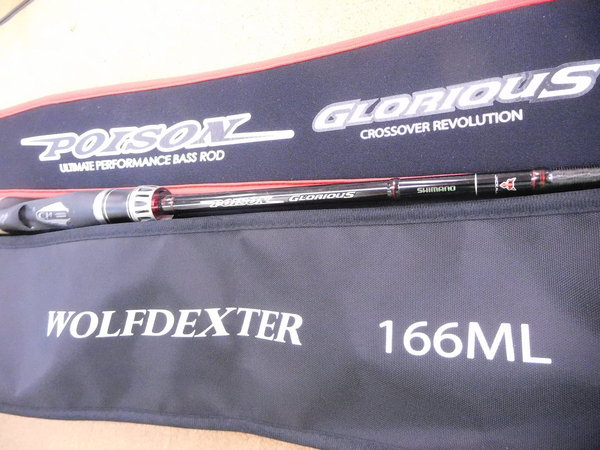 POISON
ULTIMATE PERFORMANCE BASS ROD
GLORIOUS
CROSSOVER REVOLUTION
POISON GLORIOUS
SHIMANO
WOLFDEXTER 166ML